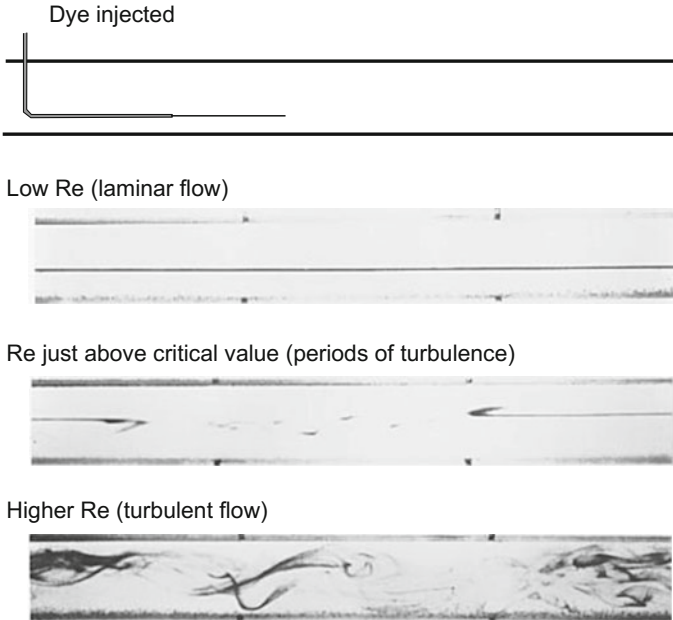 Dye injected
Low Re (laminar flow)
Re just above critical value (periods of turbulence)
Higher Re (turbulent flow)